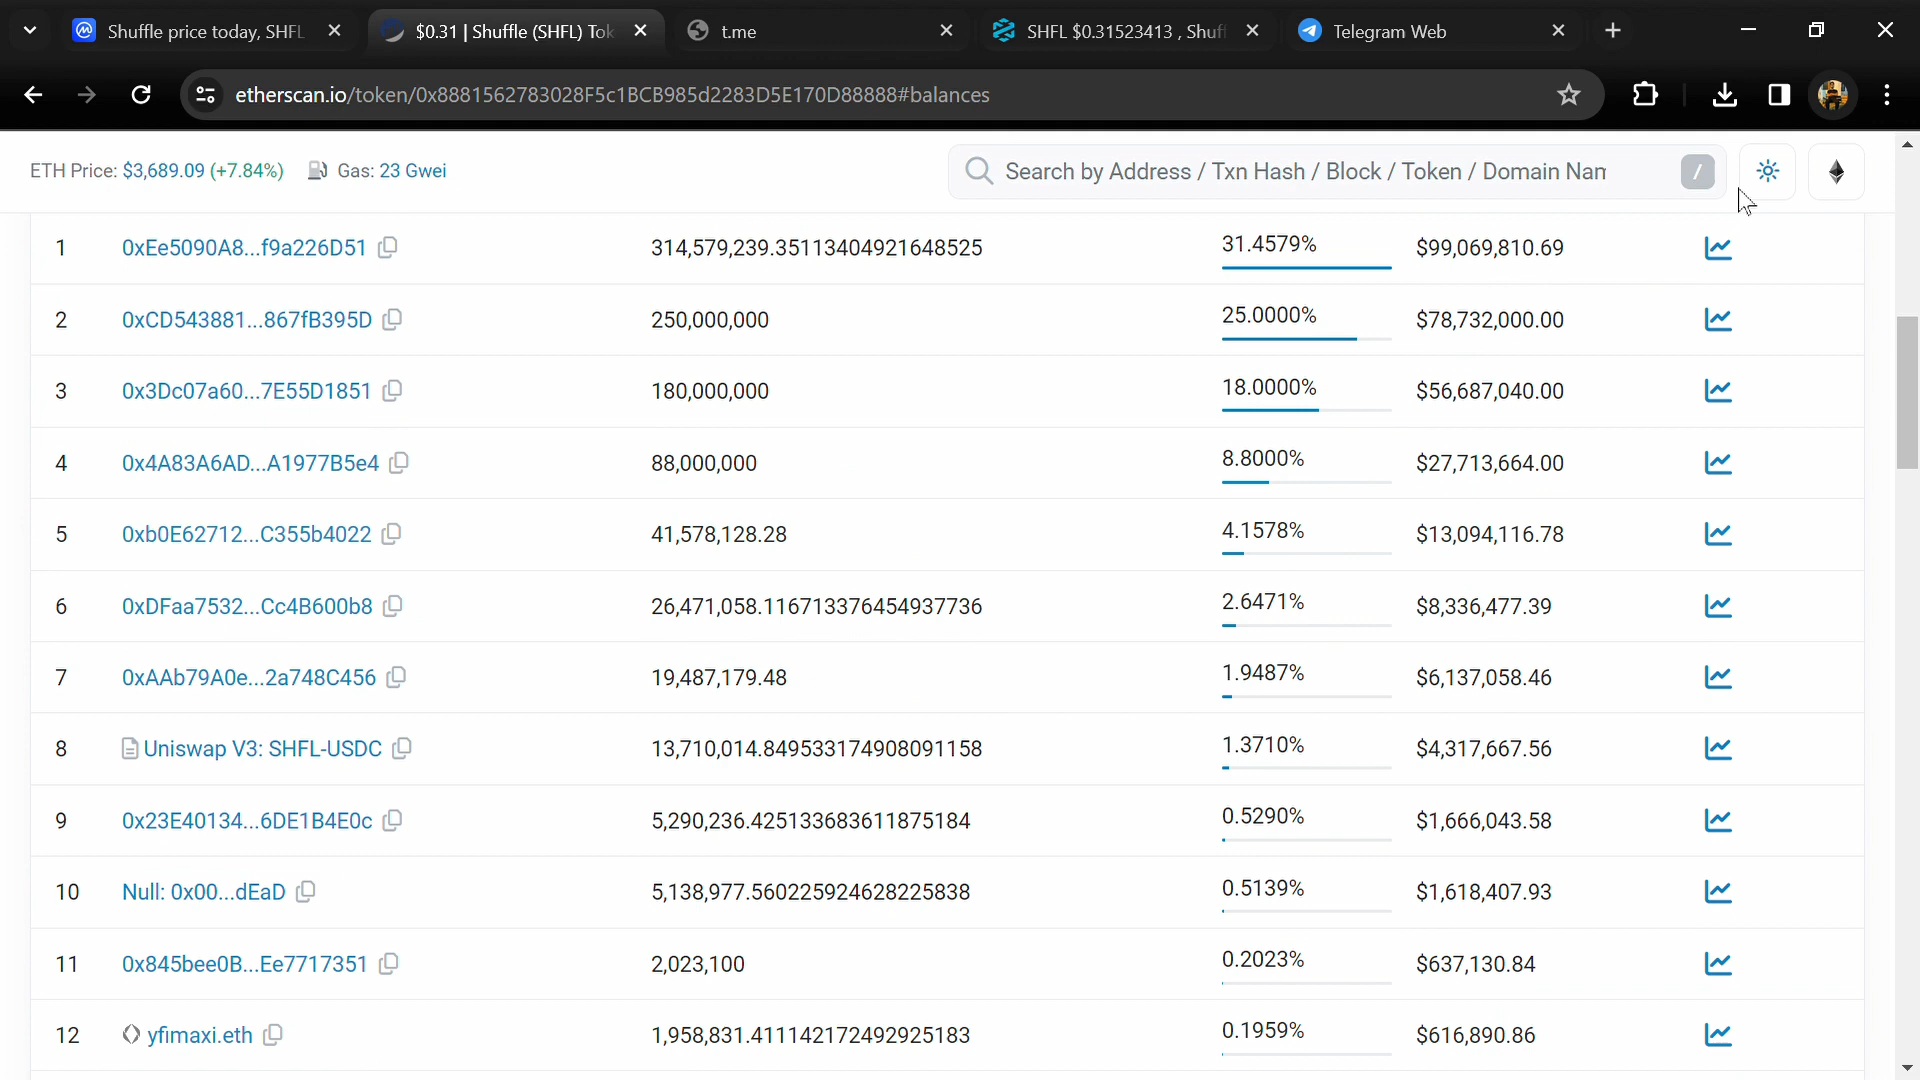 Shuffle price today, SHFL
$0.31 | Shuffle (SHFL) Tok
t.me
SHFL $0.31523413 , Shuf
Telegram Web
etherscan.io/token/0x8881562783028F5c1BCB985d2283D5E170D88888#balances
ETH Price: $3,689.09 (+7.84%) Gas: 23 Gwei
Search by Address / Txn Hash / Block / Token / Domain Nam
/
1 0xEe5090A8...f9a226D51 314,579,239.35113404921648525 31.4579% $99,069,810.69
2 0xCD543881...867fB395D 250,000,000 25.0000% $78,732,000.00
3 0x3Dc07a60...7E55D1851 180,000,000 18.0000% $56,687,040.00
4 0x4A83A6AD...A1977B5e4 88,000,000 8.8000% $27,713,664.00
5 0xb0E62712...C355b4022 41,578,128.28 4.1578% $13,094,116.78
6 0xDFaa7532...Cc4B600b8 26,471,058.116713376454937736 2.6471% $8,336,477.39
7 0xAAb79A0e...2a748C456 19,487,179.48 1.9487% $6,137,058.46
8 Uniswap V3: SHFL-USDC 13,710,014.849533174908091158 1.3710% $4,317,667.56
9 0x23E40134...6DE1B4E0c 5,290,236.425133683611875184 0.5290% $1,666,043.58
10 Null: 0x00...dEaD 5,138,977.560225924628225838 0.5139% $1,618,407.93
11 0x845bee0B...Ee7717351 2,023,100 0.2023% $637,130.84
12 yfimaxi.eth 1,958,831.411142172492925183 0.1959% $616,890.86